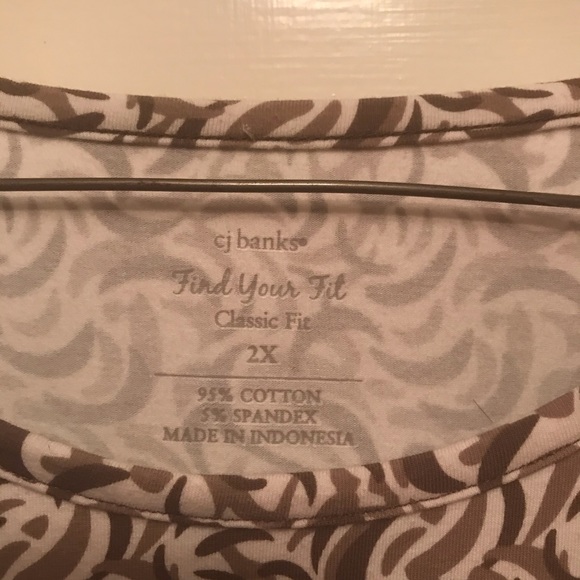 cj banks®
Find Your Fit
Classic Fit
2X
95% COTTON
5% SPANDEX
MADE IN INDONESIA